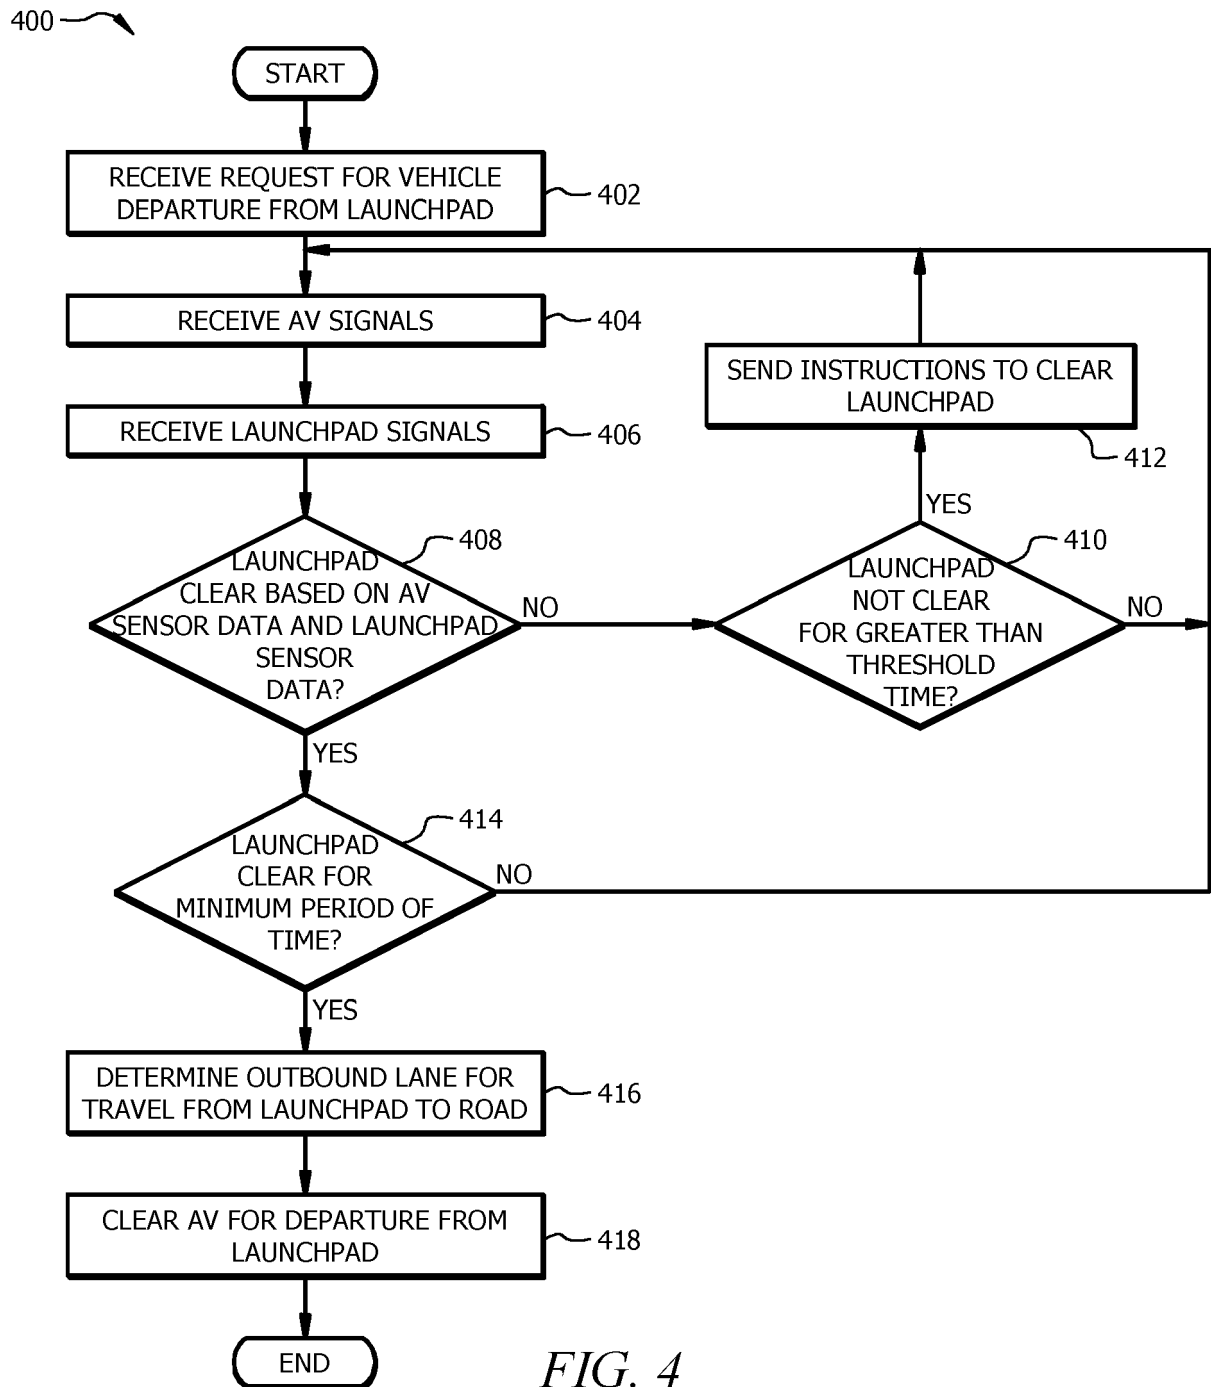 400
START
RECEIVE REQUEST FOR VEHICLE
DEPARTURE FROM LAUNCHPAD
402
RECEIVE AV SIGNALS
404
RECEIVE LAUNCHPAD SIGNALS
406
SEND INSTRUCTIONS TO CLEAR
LAUNCHPAD
412
LAUNCHPAD
CLEAR BASED ON AV
SENSOR DATA AND LAUNCHPAD
SENSOR
DATA?
408
NO
YES
LAUNCHPAD
NOT CLEAR
FOR GREATER THAN
THRESHOLD
TIME?
410
YES
NO
LAUNCHPAD
CLEAR FOR
MINIMUM PERIOD OF
TIME?
414
NO
YES
DETERMINE OUTBOUND LANE FOR
TRAVEL FROM LAUNCHPAD TO ROAD
416
CLEAR AV FOR DEPARTURE FROM
LAUNCHPAD
418
END
FIG. 4